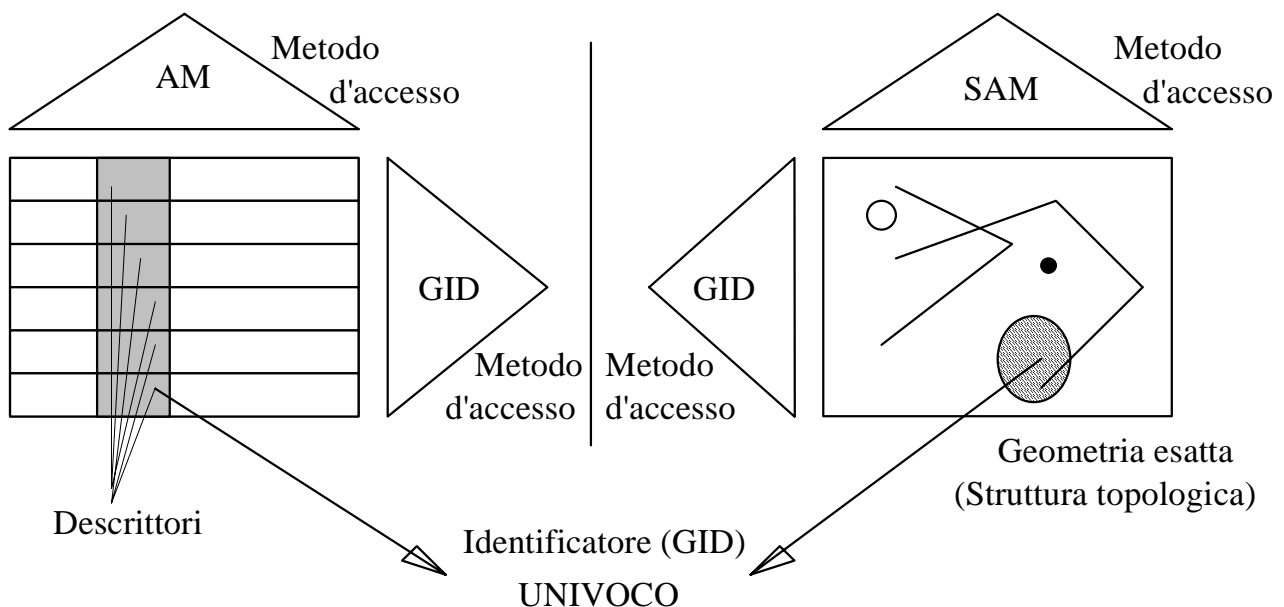 AM
Metodo
d'accesso
SAM
Metodo
d'accesso
GID
GID
Metodo
d'accesso
Metodo
d'accesso
Geometria esatta
(Struttura topologica)
Descrittori
Identificatore (GID)
UNIVOCO